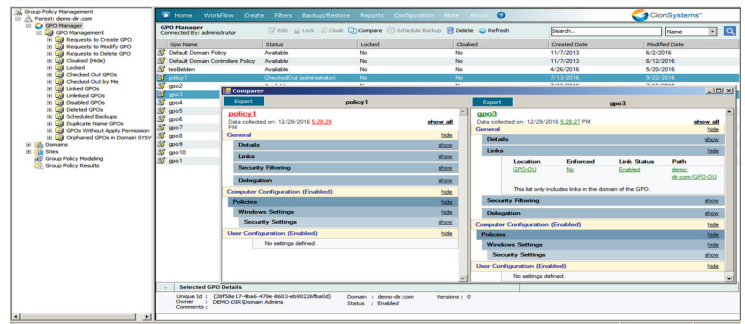 Group Policy Management
Forest: demo-dir.com
GPO Manager
GPO Management
Requests to Create GPO
Requests to Modify GPO
Requests to Delete GPO
Cloaked (Hide)
Locked
Checked Out GPOs
Checked Out by Me
Linked GPOs
Unlinked GPOs
Disabled GPOs
Deleted GPOs
Scheduled Backups
Duplicate Name GPOs
GPOs Without Apply Permission
Orphaned GPOs in Domain SYSV
Domains
Sites
Group Policy Modeling
Group Policy Results
Home WorkFlow Create Filters Backup/Restore Reports Configuration More About
ClonSystems
GPO Manager
Connected By: administrator
Edit Lock Cloak Compare Schedule Backup Delete Refresh
Search... Name
Gpo Name Status Locked Cloaked Created Date Modified Date
Default Domain Policy Available No No 11/7/2013 6/2/2016
Default Domain Controllers Policy Available No No 11/7/2013 8/12/2016
tesBelden Available No No 4/26/2016 5/20/2016
policy1 CheckedOut (administrator) No No 7/13/2016 9/22/2016
gpo2
gpo3
gpo4
gpo5
gpo6
gpo7
gpo8
gpo9
gpo10
gpo1
Comparer
Export policy1
policy1
Data collected on: 12/29/2016 5:28:29 PM show all
General hide
Details show
Links show
Security Filtering show
Delegation show
Computer Configuration (Enabled) hide
Policies hide
Windows Settings hide
Security Settings show
User Configuration (Enabled) hide
No settings defined.
Export gpo3
gpo3
Data collected on: 12/29/2016 5:28:27 PM show all
General hide
Details show
Links hide
Location Enforced Link Status Path
GPO-OU No Enabled demo-
dir.com/GPO-OU
This list only includes links in the domain of the GPO.
Security Filtering show
Delegation show
Computer Configuration (Enabled) hide
Policies hide
Windows Settings hide
Security Settings show
User Configuration (Enabled) hide
No settings defined.
- Selected GPO Details
Unique Id : {28f58e17-4ba6-479e-8603-eb90226fba0d} Domain : demo-dir.com Versions : 0
Owner : DEMO-DIR\Domain Admins Status : Enabled
Comments :